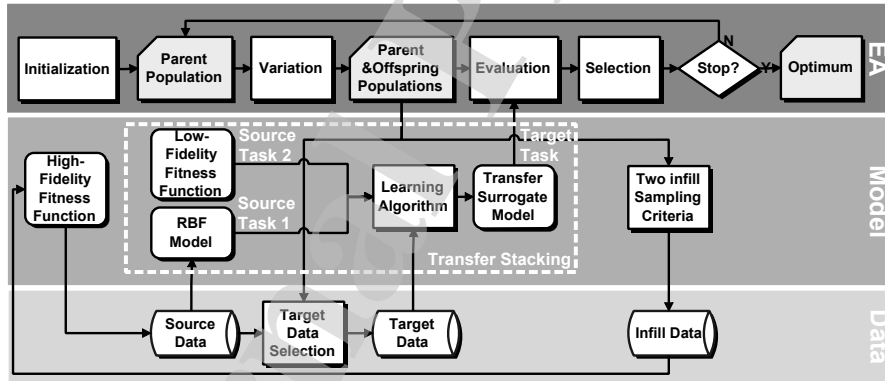 EA
Initialization
Parent
Population
Variation
Parent
&Offspring
Populations
Evaluation
Selection
Stop?
N
Y
Optimum
Model
High-
Fidelity
Fitness
Function
Low-
Fidelity
Fitness
Function
Source
Task 2
RBF
Model
Source
Task 1
Learning
Algorithm
Target
Task
Transfer
Surrogate
Model
Transfer Stacking
Two infill
Sampling
Criteria
Data
Source
Data
Target
Data
Selection
Target
Data
Infill Data